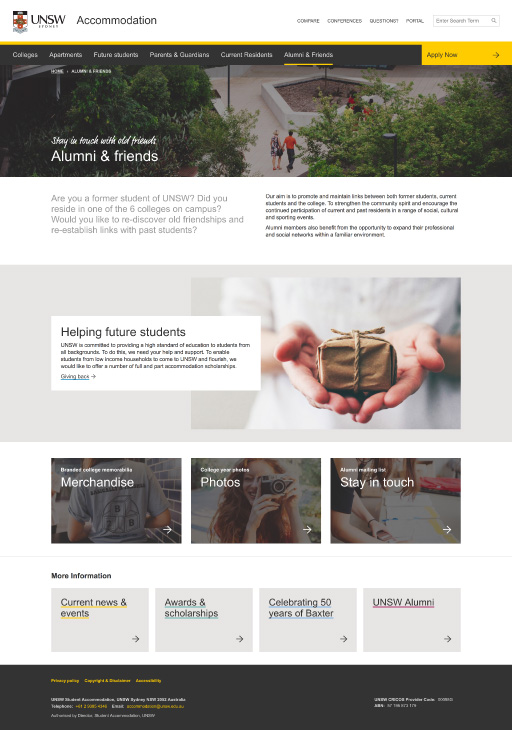 UNSW
SYDNEY
Accommodation
COMPARE CONFERENCES QUESTIONS? PORTAL Enter Search Term
Colleges Apartments Future students Parents & Guardians Current Residents Alumni & Friends Apply Now
HOME > ALUMNI & FRIENDS
Stay in touch with old friends
Alumni & friends
Are you a former student of UNSW? Did you
reside in one of the 6 colleges on campus?
Would you like to re-discover old friendships and
re-establish links with past students?
Our aim is to promote and maintain links between both former students, current
students and the college. To strengthen the community spirit and encourage the
continued participation of current and past residents in a range of social, cultural
and sporting events.
Alumni members also benefit from the opportunity to expand their professional
and social networks within a familiar environment.
Helping future students
UNSW is committed to providing a high standard of education to students from
all backgrounds. To do this, we need your help and support. To enable
students from low income households to come to UNSW and flourish, we
would like to offer a number of full and part accommodation scholarships.
Giving back
Branded college memorabilia
Merchandise
College year photos
Photos
Alumni mailing list
Stay in touch
More Information
Current news &
events
Awards &
scholarships
Celebrating 50
years of Baxter
UNSW Alumni
Privacy policy Copyright & Disclaimer Accessibility
UNSW Student Accommodation, UNSW Sydney NSW 2052 Australia
Telephone: +61 2 9385 4346 Email: accommodation@unsw.edu.au
Authorised by Director, Student Accommodation, UNSW
UNSW CRICOS Provider Code: 00098G
ABN: 57 195 873 179